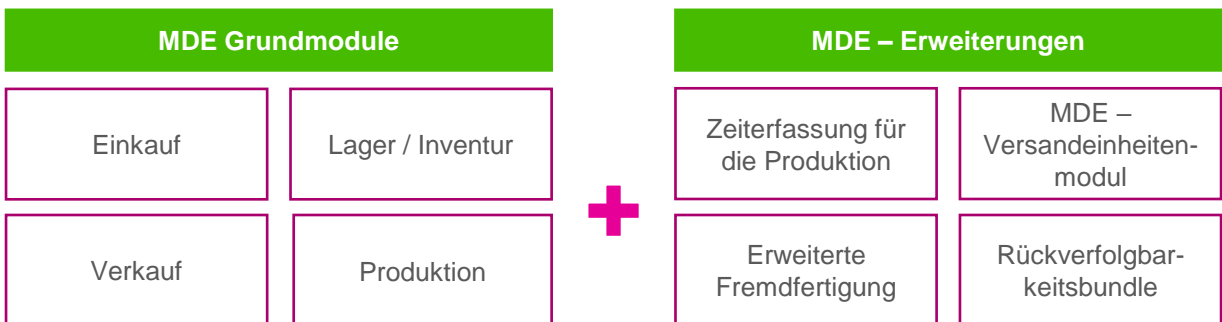 MDE Grundmodule
Einkauf
Lager / Inventur
Verkauf
Produktion
MDE – Erweiterungen
Zeiterfassung für
die Produktion
MDE –
Versandeinheiten-
modul
Erweiterte
Fremdfertigung
Rückverfolgbar-
keitsbundle